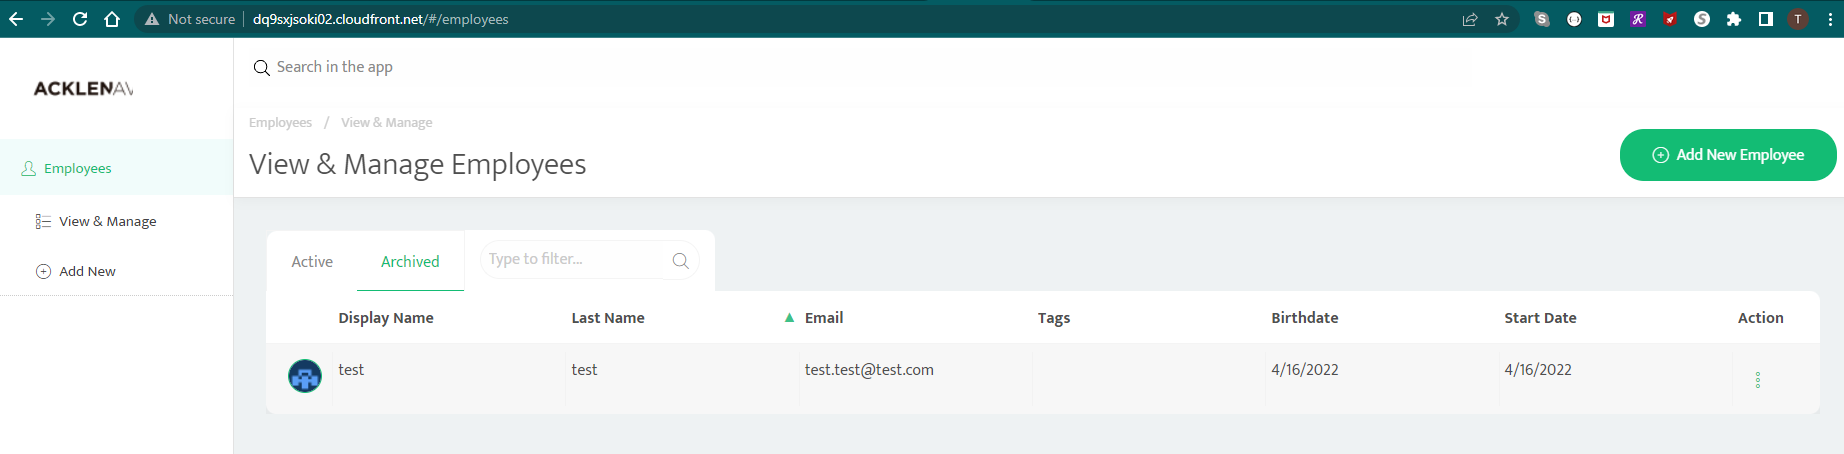 Not secure dq9sxjsoki02.cloudfront.net/#/employees T
Search in the app
ACKLENAV
Employees / View & Manage
View & Manage Employees
Add New Employee
Employees
View & Manage
Add New
Active Archived Type to filter...
Display Name Last Name Email Tags Birthdate Start Date Action
test test test.test@test.com 4/16/2022 4/16/2022